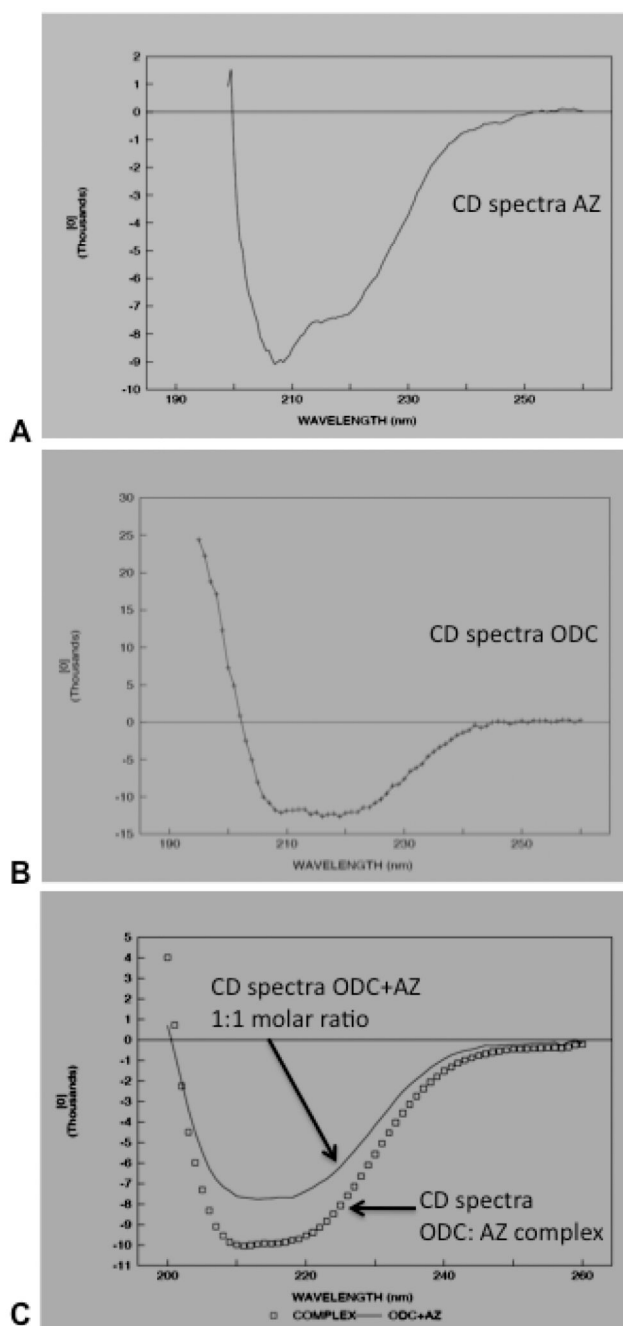 2
1
0
-1
-2
-3
-4
-5
-6
-7
-8
-9
-10
[0]
(Thousands)
CD spectra AZ
190 210 230 250
WAVELENGTH (nm)
A
30
25
20
15
10
5
0
-5
-10
-15
[0]
(Thousands)
CD spectra ODC
190 210 230 250
WAVELENGTH (nm)
B
5
4
3
2
1
0
-1
-2
-3
-4
-5
-6
-7
-8
-9
-10
-11
[0]
(Thousands)
CD spectra ODC+AZ
1:1 molar ratio
CD spectra
ODC: AZ complex
200 220 240 260
WAVELENGTH (nm)
COMPLEX ODC+AZ
C